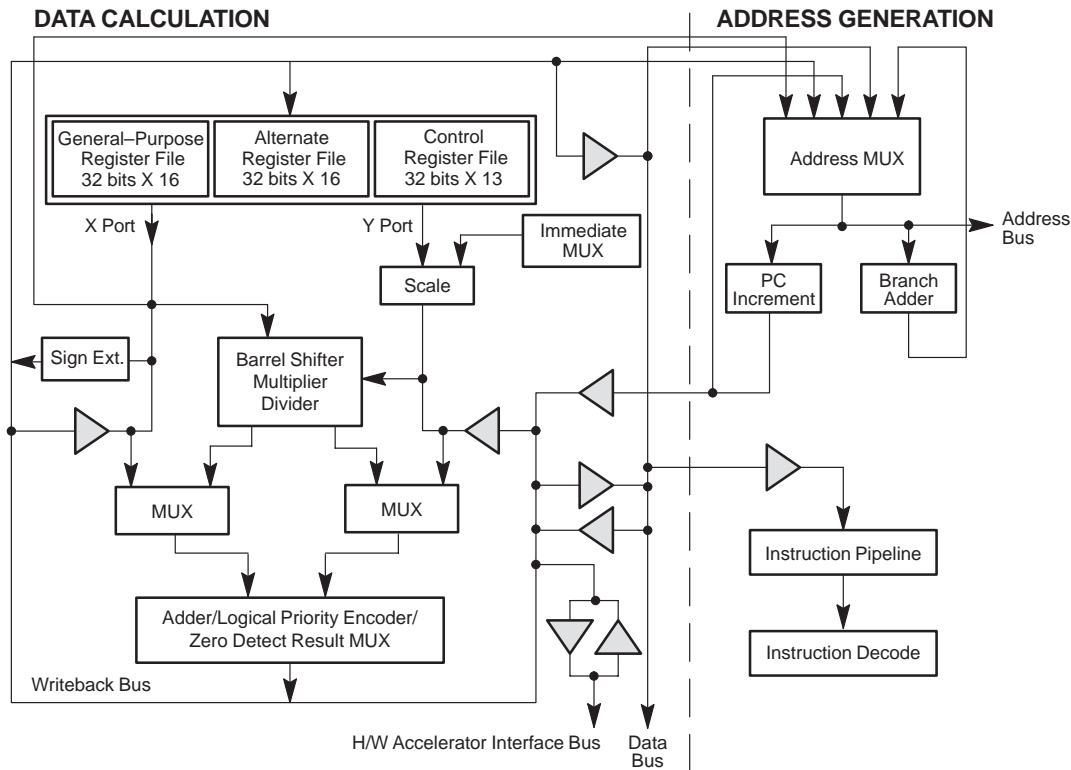 DATA CALCULATION
ADDRESS GENERATION
General–Purpose
Register File
32 bits X 16
Alternate
Register File
32 bits X 16
Control
Register File
32 bits X 13
Address MUX
X Port
Y Port
Immediate
MUX
Address
Bus
Scale
PC
Increment
Branch
Adder
Sign Ext.
Barrel Shifter
Multiplier
Divider
MUX
MUX
Instruction Pipeline
Adder/Logical Priority Encoder/
Zero Detect Result MUX
Instruction Decode
Writeback Bus
H/W Accelerator Interface Bus
Data
Bus